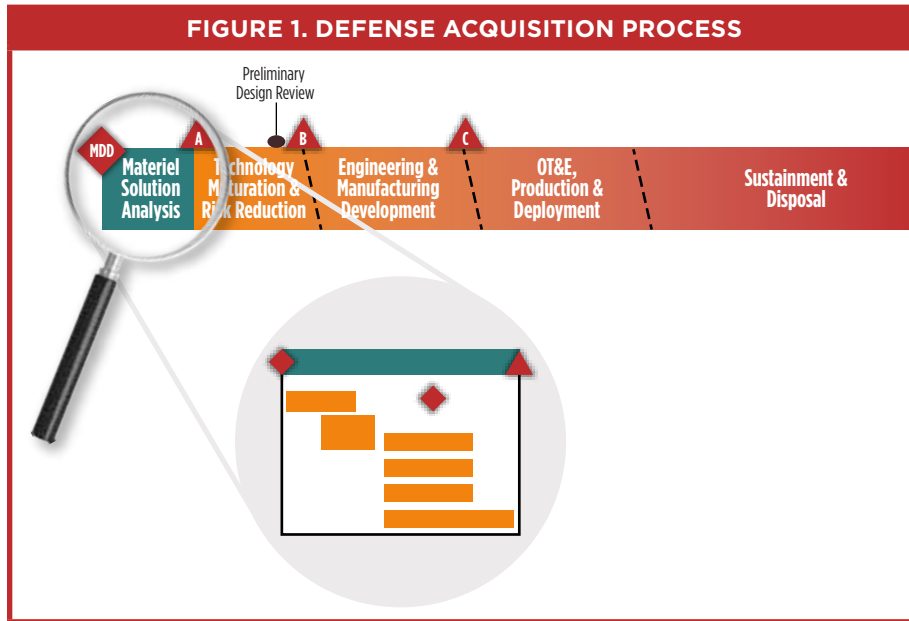 FIGURE 1. DEFENSE ACQUISITION PROCESS
Preliminary
Design Review
MDD
A
B
C
Materiel
Solution
Analysis
Technology
Maturation &
Risk Reduction
Engineering &
Manufacturing
Development
OT&E,
Production &
Deployment
Sustainment &
Disposal